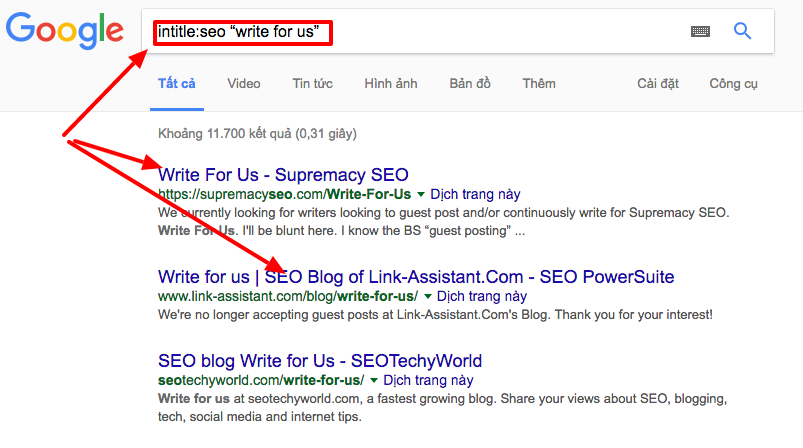 Google
intitle:seo “write for us”
Tất cả Video Tin tức Hình ảnh Bản đồ Thêm Cài đặt Công cụ
Khoảng 11.700 kết quả (0,31 giây)
Write For Us - Supremacy SEO
https://supremacyseo.com/Write-For-Us Dịch trang này
We currently looking for writers looking to guest post and/or continuously write for Supremacy SEO.
Write For Us. I'll be blunt here. I know the BS “guest posting” ...
Write for us | SEO Blog of Link-Assistant.Com - SEO PowerSuite
www.link-assistant.com/blog/write-for-us/ Dịch trang này
We're no longer accepting guest posts at Link-Assistant.Com's Blog. Thank you for your interest!
SEO blog Write for Us - SEOTechyWorld
seotechyworld.com/write-for-us/ Dịch trang này
Write for us at seotechyworld.com, a fastest growing blog. Share your views about SEO, blogging,
tech, social media and internet tips.